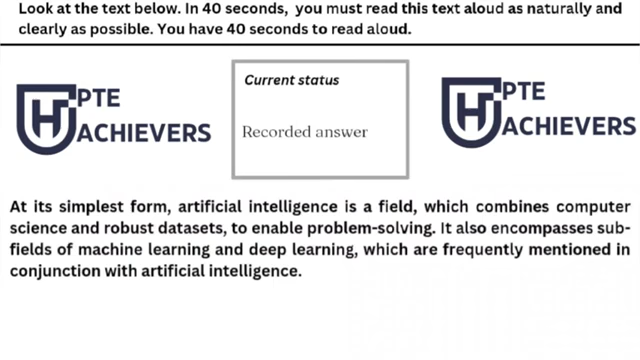 Look at the text below. In 40 seconds, you must read this text aloud as naturally and
clearly as possible. You have 40 seconds to read aloud.
PTE
ACHIEVERS
Current status
Recorded answer
PTE
ACHIEVERS
At its simplest form, artificial intelligence is a field, which combines computer
science and robust datasets, to enable problem-solving. It also encompasses sub-
fields of machine learning and deep learning, which are frequently mentioned in
conjunction with artificial intelligence.